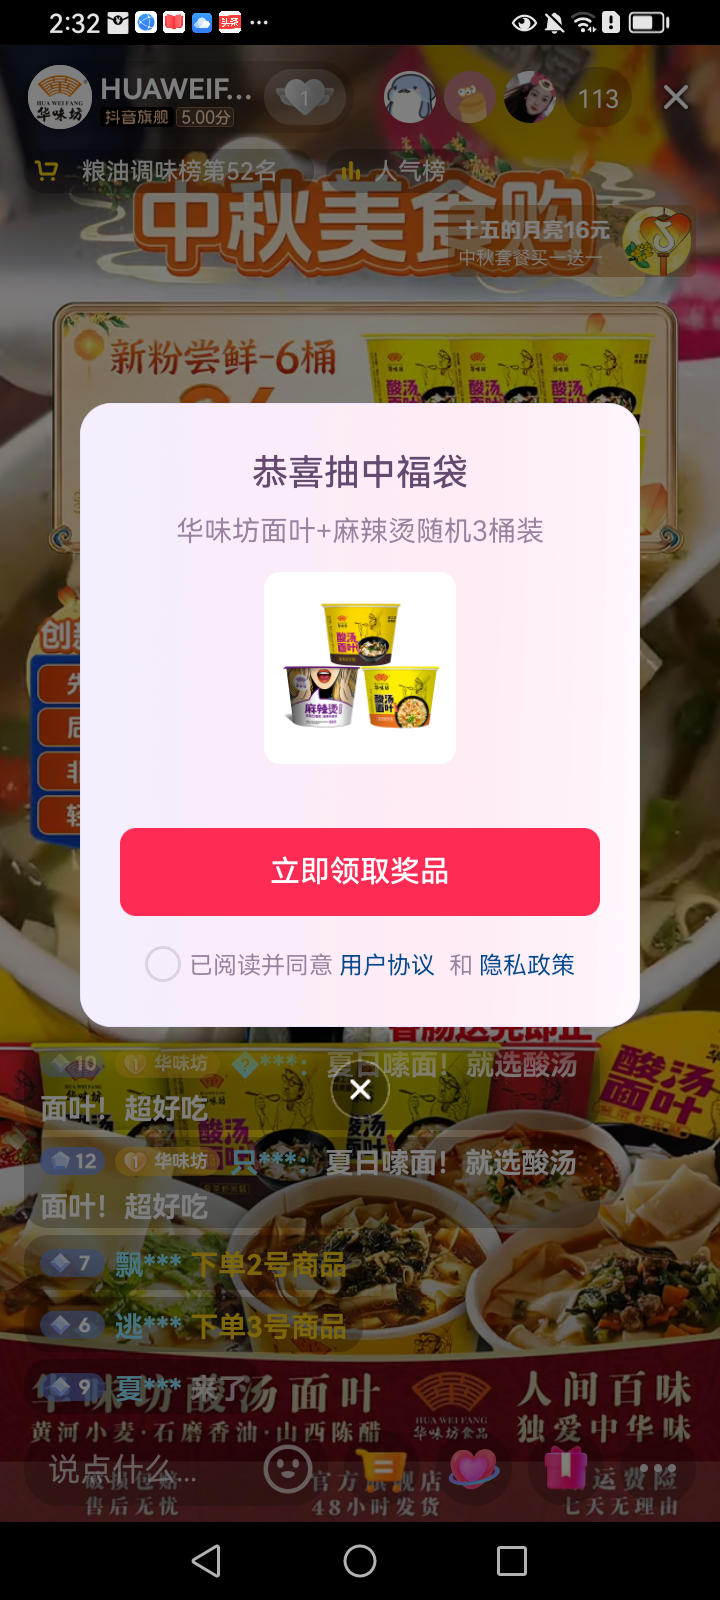 2:32
HUAWEIF...
抖音旗舰 5.00分
1
113
粮油调味榜第52名
人气榜
中秋美食购
十五的月亮16元
中秋套餐买一送一
新粉尝鲜-6桶
恭喜抽中福袋
华味坊面叶+麻辣烫随机3桶装
酸汤面叶
麻辣烫
酸汤面叶
立即领取奖品
已阅读并同意 用户协议 和 隐私政策
10 1 华味坊 ***: 夏日嗦面！就选酸汤
面叶！超好吃
12 1 华味坊 只***: 夏日嗦面！就选酸汤
面叶！超好吃
7 飘*** 下单2号商品
6 逃*** 下单3号商品
9 夏*** 来了
酸汤面叶
HUA WEI FANG
华味坊食品
人间百味
独爱中华味
黄河小麦·石磨香油·山西陈醋
说点什么...
售后无忧
48小时发货
运费险
七天无理由